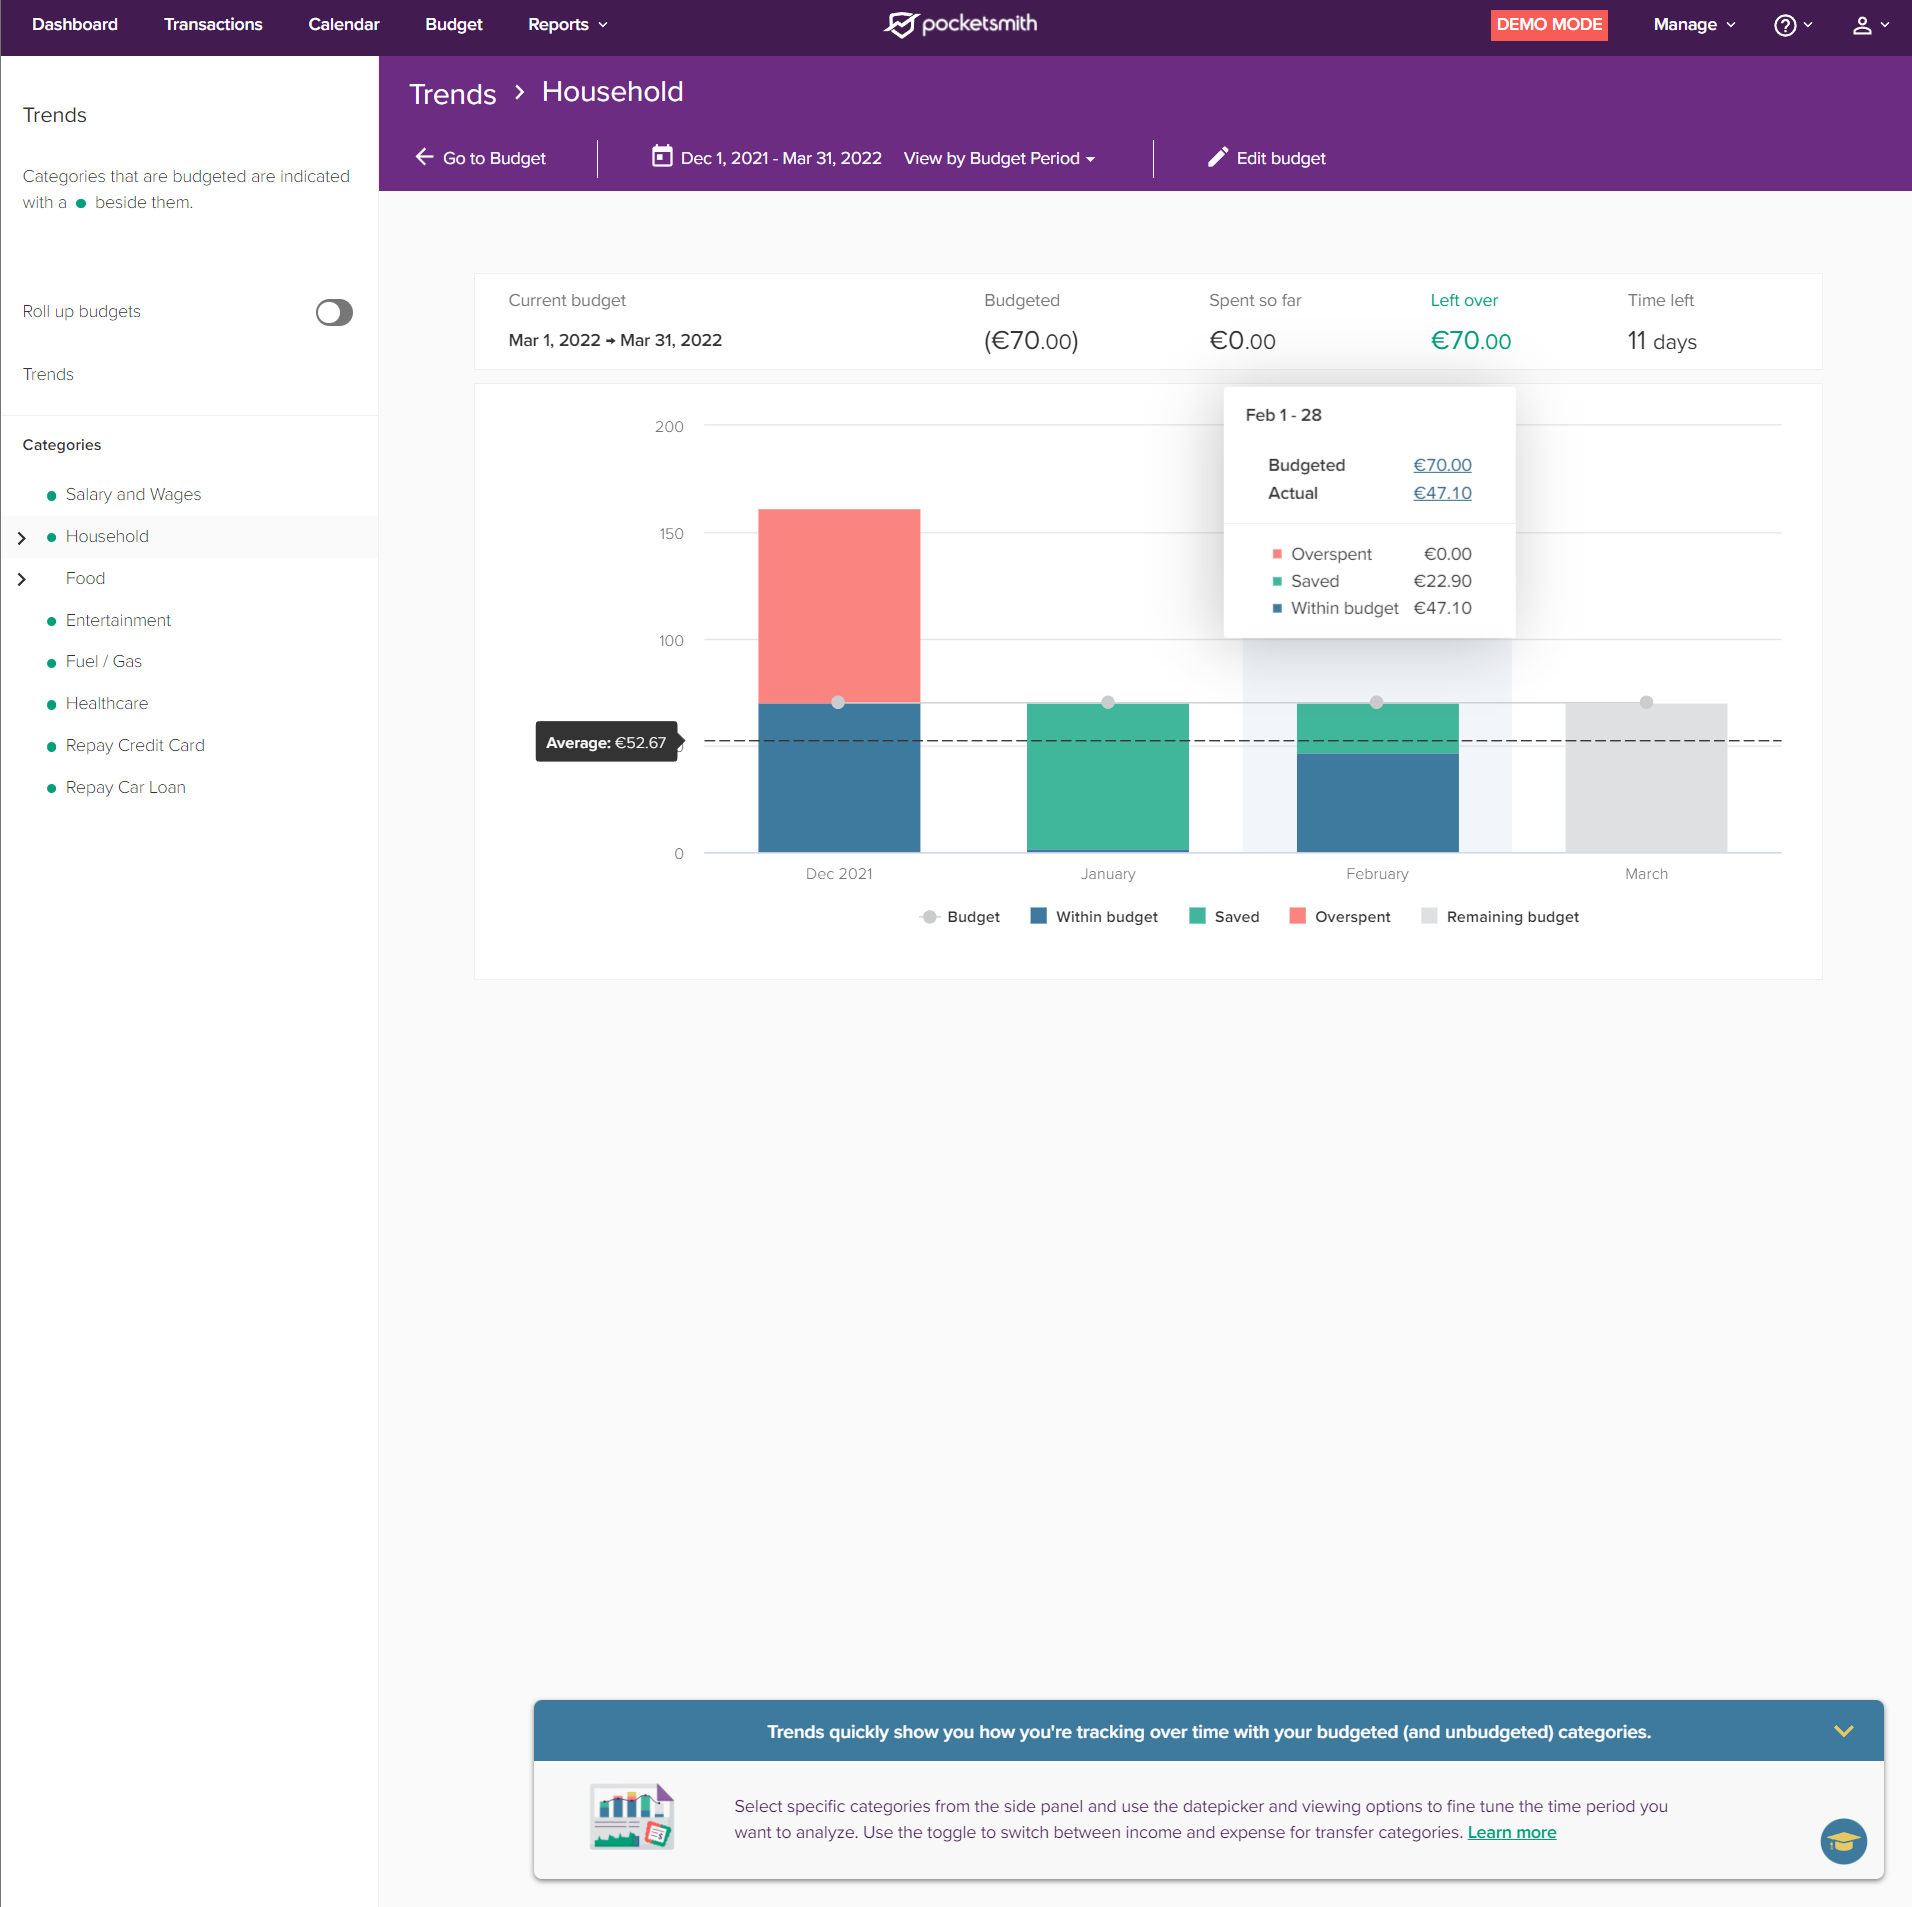 Dashboard Transactions Calendar Budget Reports pocketsmith DEMO MODE Manage
Trends
Categories that are budgeted are indicated
with a beside them.
Roll up budgets
Trends
Categories
Salary and Wages
Household
Food
Entertainment
Fuel / Gas
Healthcare
Repay Credit Card
Repay Car Loan
Trends > Household
Go to Budget Dec 1, 2021 - Mar 31, 2022 View by Budget Period Edit budget
Current budget Budgeted Spent so far Left over Time left
Mar 1, 2022 → Mar 31, 2022 (€70.00) €0.00 €70.00 11 days
Feb 1 - 28
Budgeted €70.00
Actual €47.10
Overspent €0.00
Saved €22.90
Within budget €47.10
200
150
100
Average: €52.67
0
Dec 2021 January February March
Budget Within budget Saved Overspent Remaining budget
Trends quickly show you how you're tracking over time with your budgeted (and unbudgeted) categories.
Select specific categories from the side panel and use the datepicker and viewing options to fine tune the time period you
want to analyze. Use the toggle to switch between income and expense for transfer categories. Learn more